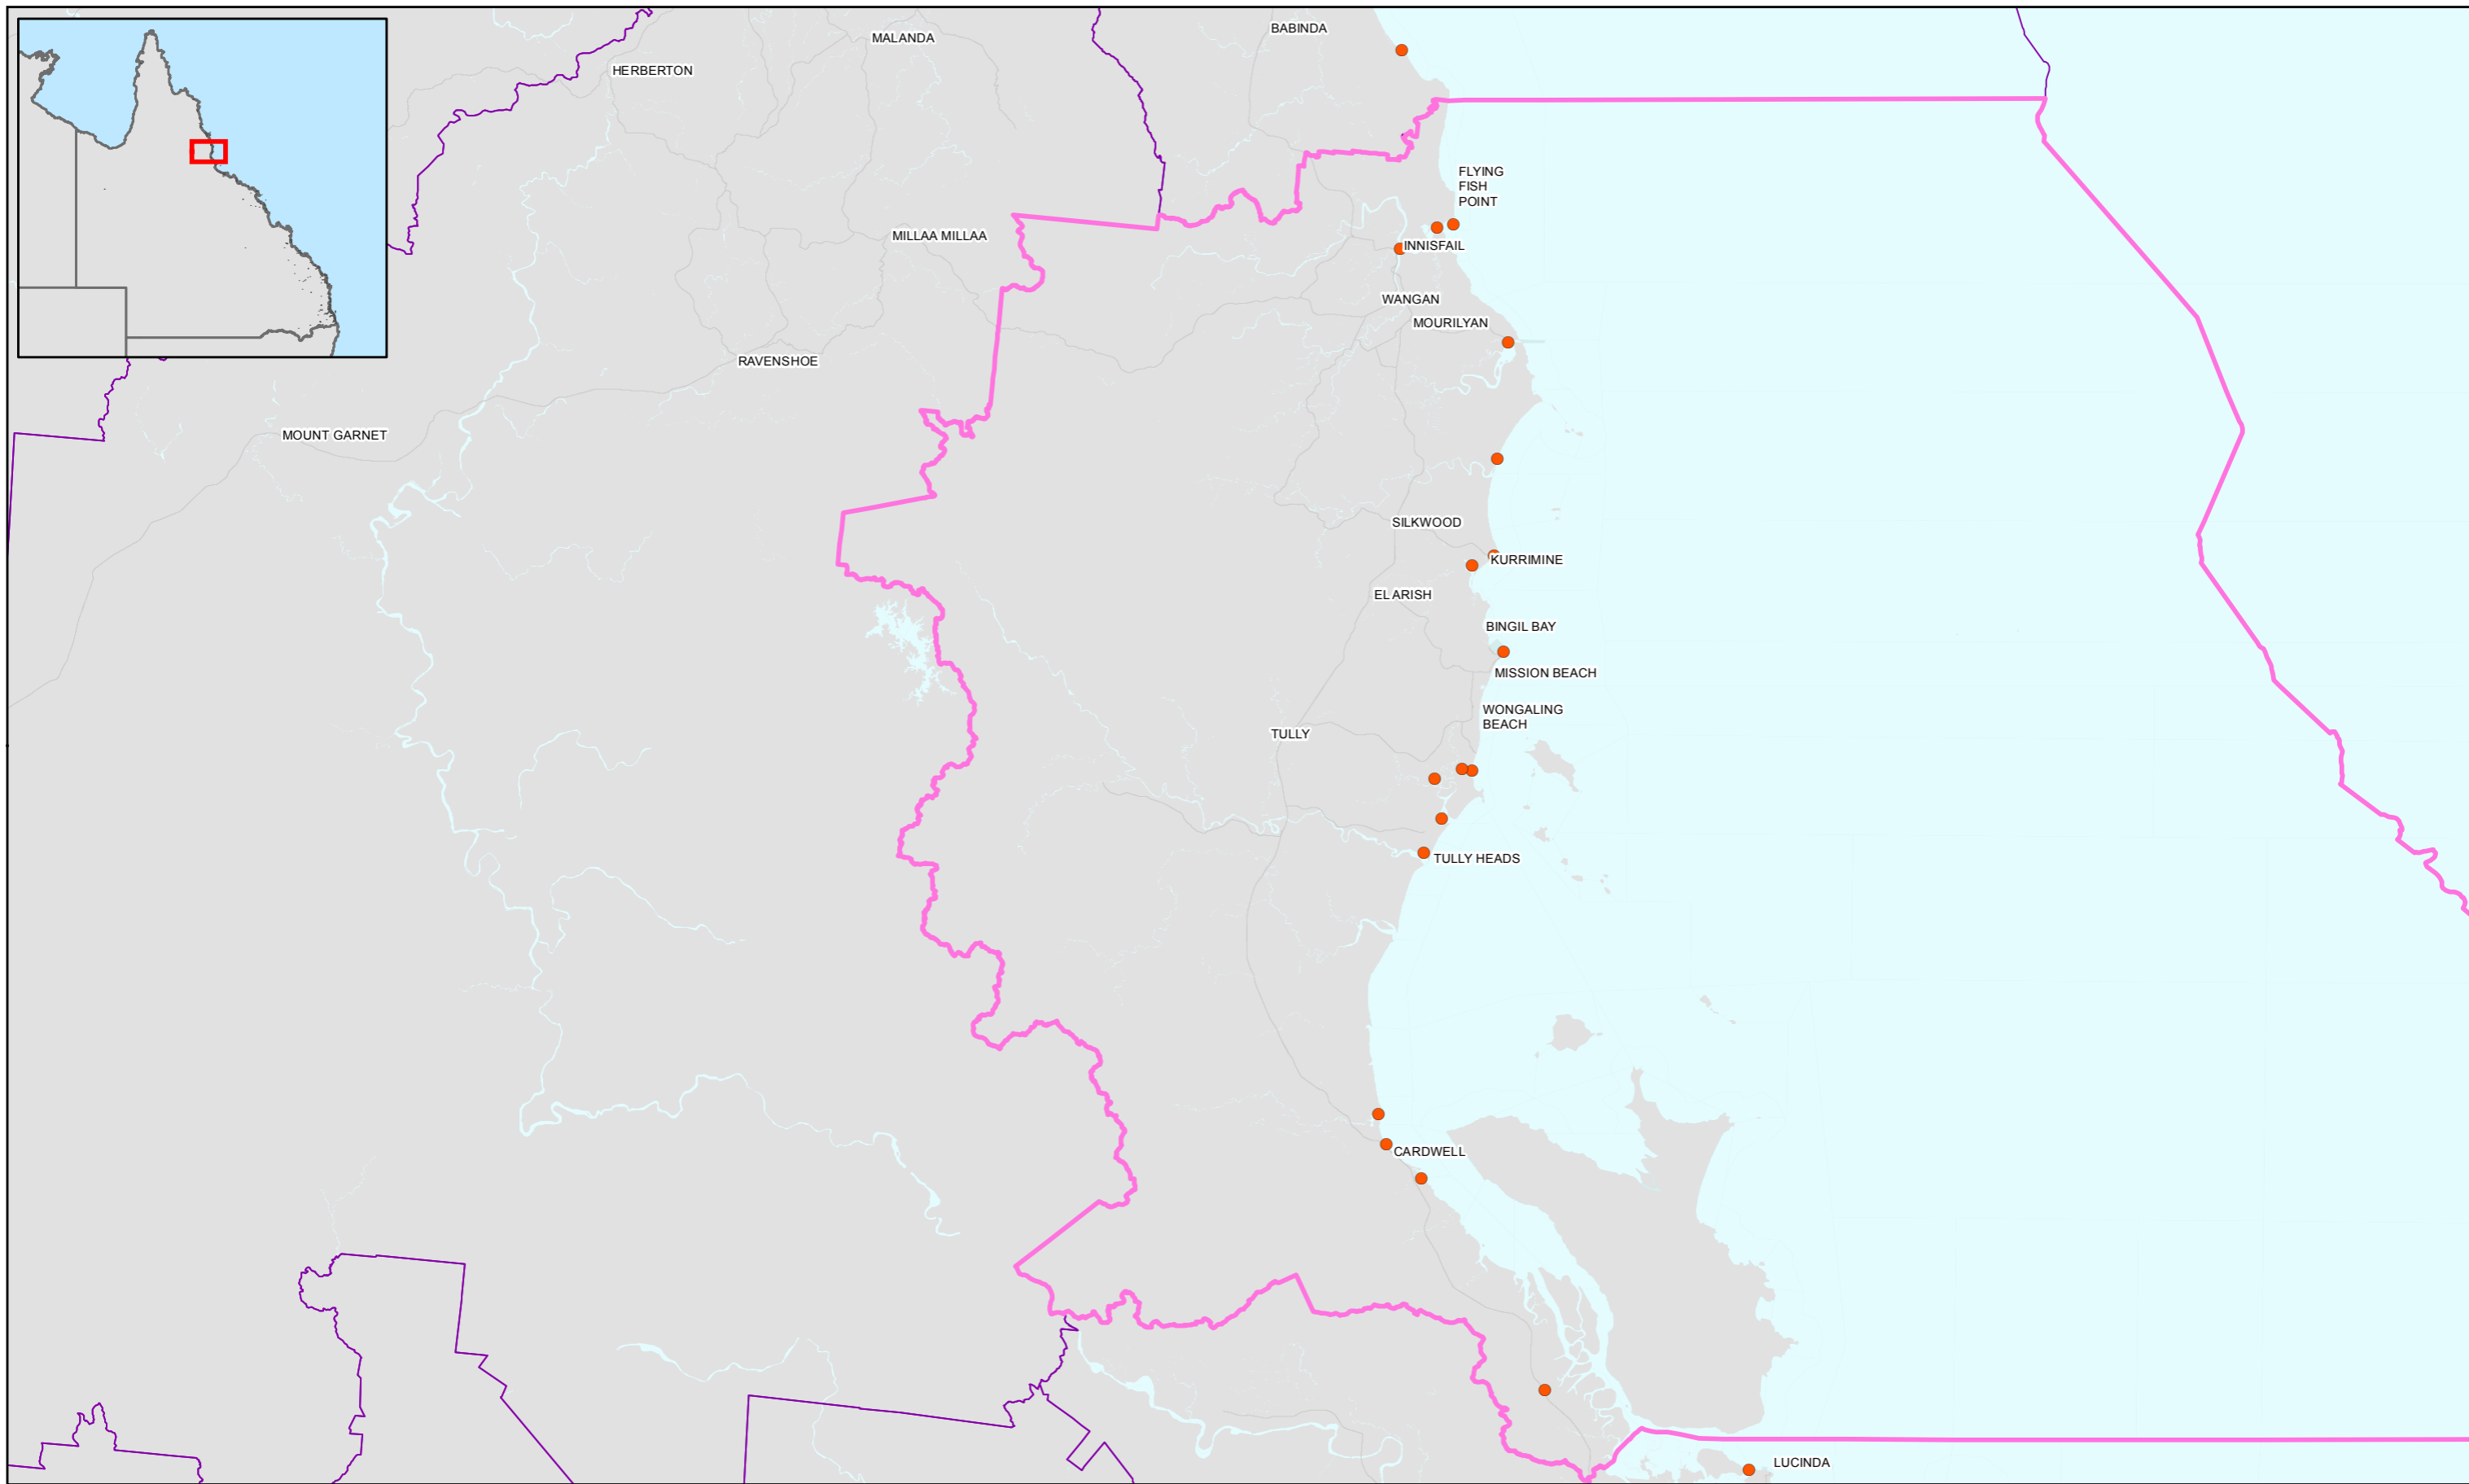 BABINDA
MALANDA
HERBERTON
FLYING
FISH
POINT
MILLAA MILLAA
INNISFAIL
WANGAN
MOURILYAN
RAVENSHOE
MOUNT GARNET
SILKWOOD
KURRIMINE
EL ARISH
BINGIL BAY
MISSION BEACH
WONGALING
BEACH
TULLY
TULLY HEADS
CARDWELL
LUCINDA